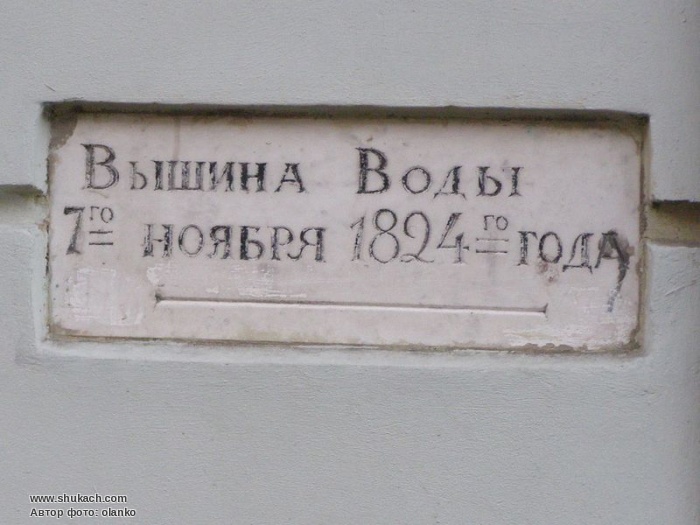 Вышина Воды
7го ноября 1824го года
www.shukach.com
Автор фото: olanko